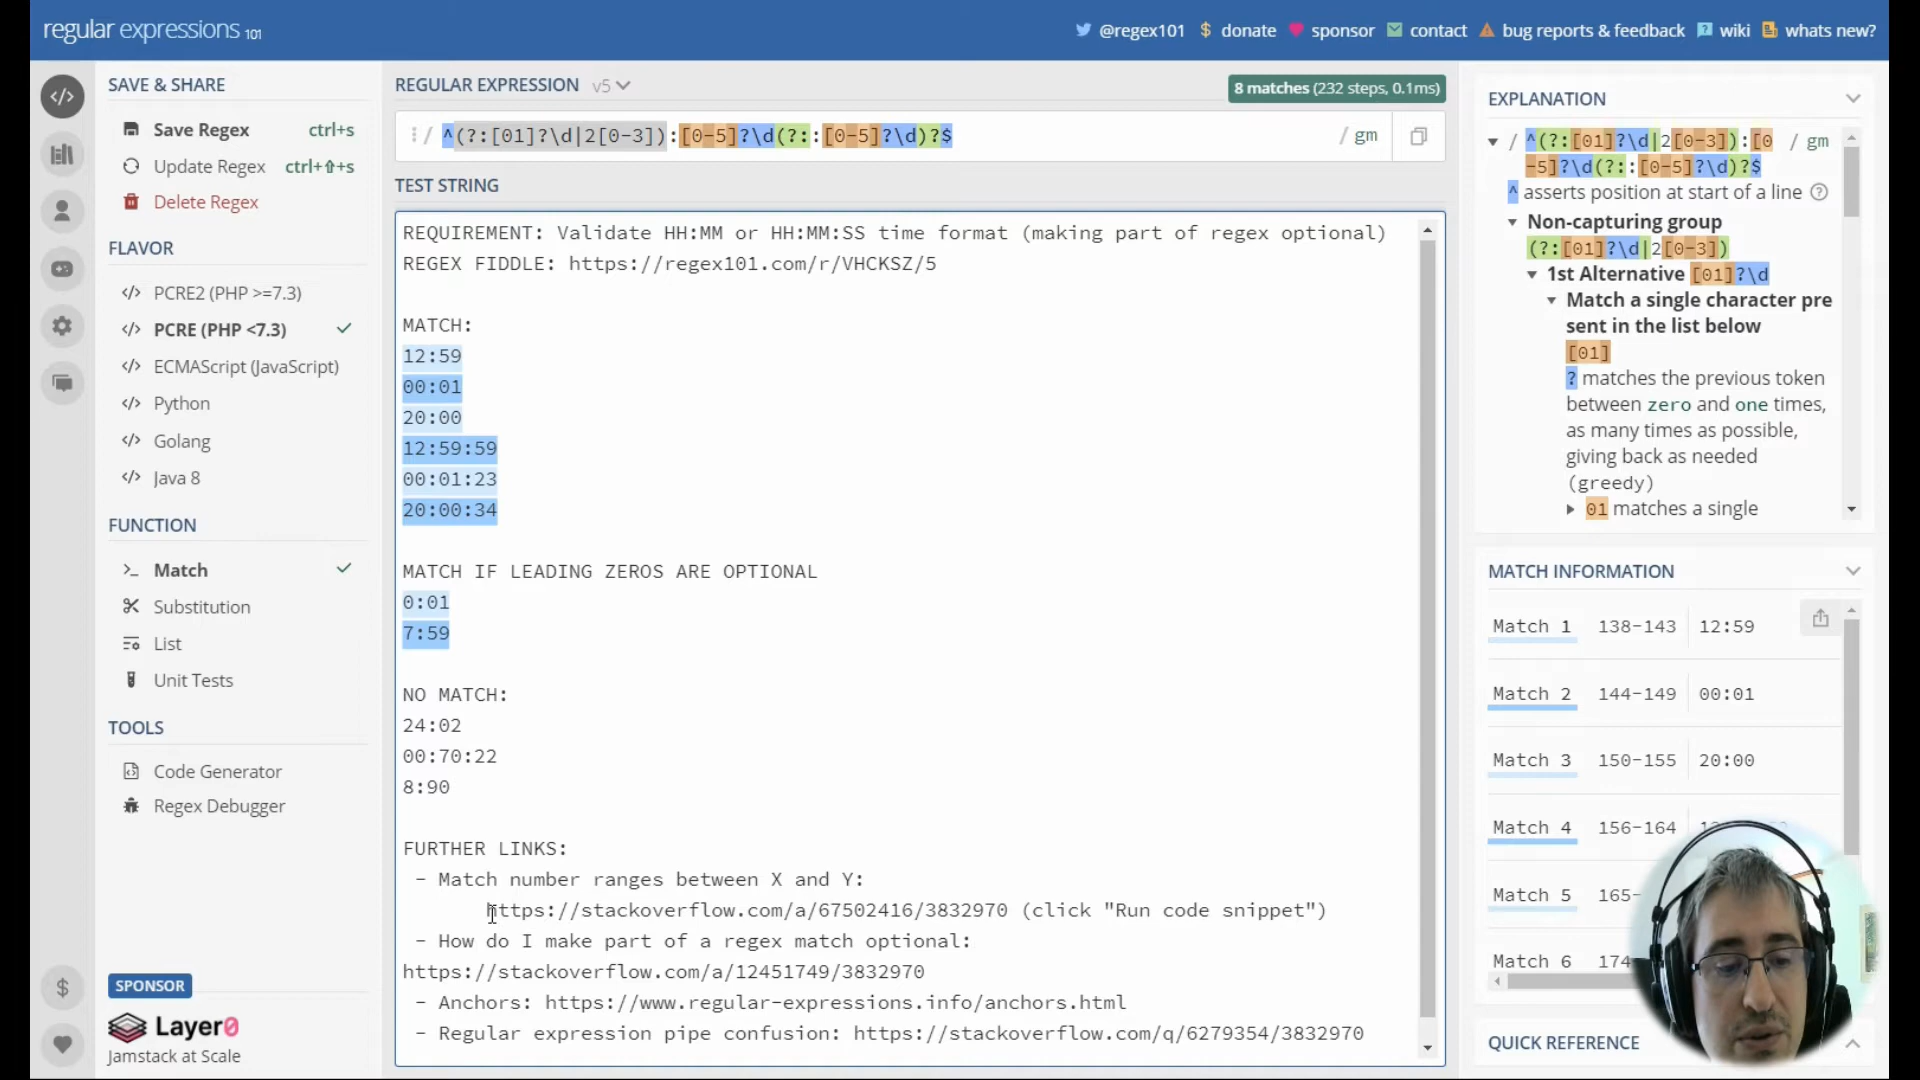 regular expressions 101
@regex101
$ donate
sponsor
contact
bug reports & feedback
wiki
whats new?
SAVE & SHARE
Save Regex ctrl+s
Update Regex ctrl+⇧+s
Delete Regex
FLAVOR
</> PCRE2 (PHP >=7.3)
</> PCRE (PHP <7.3)
</> ECMAScript (JavaScript)
</> Python
</> Golang
</> Java 8
FUNCTION
>_ Match
Substitution
List
Unit Tests
TOOLS
Code Generator
Regex Debugger
SPONSOR
Layer0
Jamstack at Scale
REGULAR EXPRESSION v5
8 matches (232 steps, 0.1ms)
/ ^(?:[01]?\d|2[0-3]):[0-5]?\d(?::[0-5]?\d)?$ / gm
TEST STRING
REQUIREMENT: Validate HH:MM or HH:MM:SS time format (making part of regex optional)
REGEX FIDDLE: https://regex101.com/r/VHCKSZ/5
MATCH:
12:59
00:01
20:00
12:59:59
00:01:23
20:00:34
MATCH IF LEADING ZEROS ARE OPTIONAL
0:01
7:59
NO MATCH:
24:02
00:70:22
8:90
FURTHER LINKS:
- Match number ranges between X and Y:
https://stackoverflow.com/a/67502416/3832970 (click "Run code snippet")
- How do I make part of a regex match optional:
https://stackoverflow.com/a/12451749/3832970
- Anchors: https://www.regular-expressions.info/anchors.html
- Regular expression pipe confusion: https://stackoverflow.com/q/6279354/3832970
EXPLANATION
/ ^(?:[01]?\d|2[0-3]):[0 / gm
-5]?\d(?::[0-5]?\d)?$
^ asserts position at start of a line
Non-capturing group
(?:[01]?\d|2[0-3])
1st Alternative [01]?\d
Match a single character pre
sent in the list below
[01]
? matches the previous token
between zero and one times,
as many times as possible,
giving back as needed
(greedy)
01 matches a single
MATCH INFORMATION
Match 1 138-143 12:59
Match 2 144-149 00:01
Match 3 150-155 20:00
Match 4 156-164
Match 5 165-
Match 6 174
QUICK REFERENCE